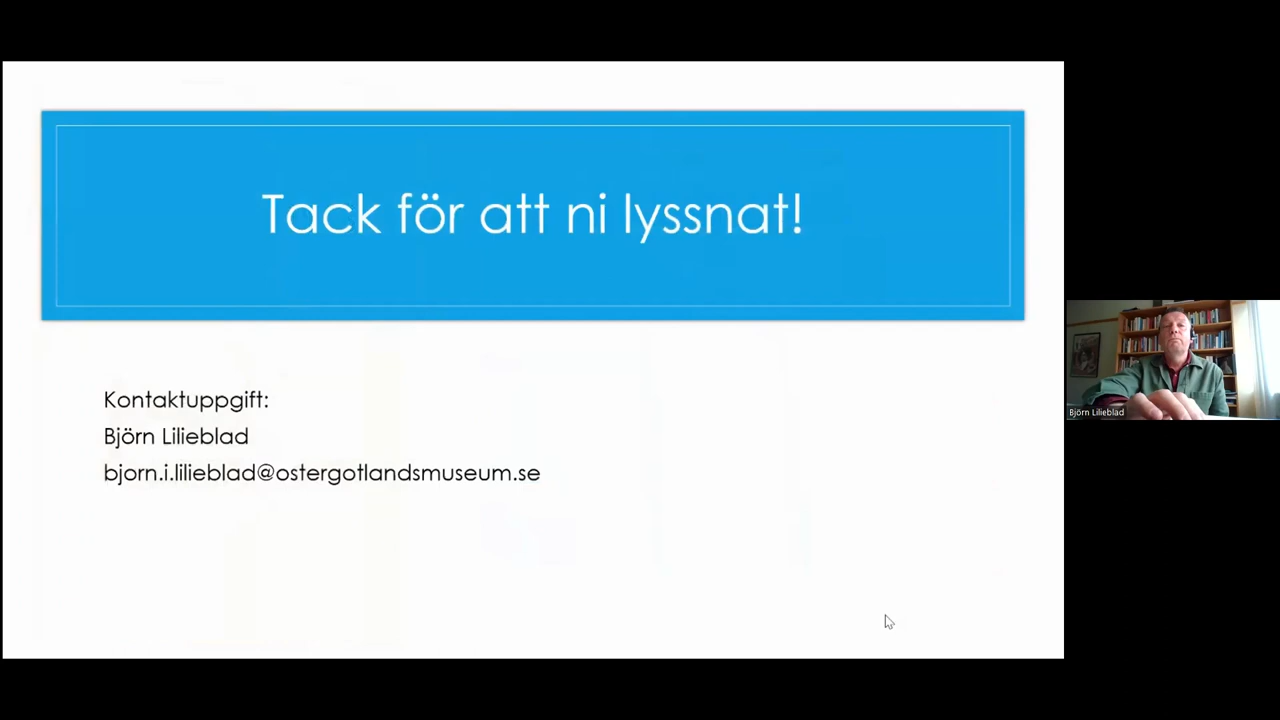 Tack för att ni lyssnat!
Kontaktuppgift:
Björn Lilieblad
bjorn.i.lilieblad@ostergotlandsmuseum.se
Björn Lilieblad